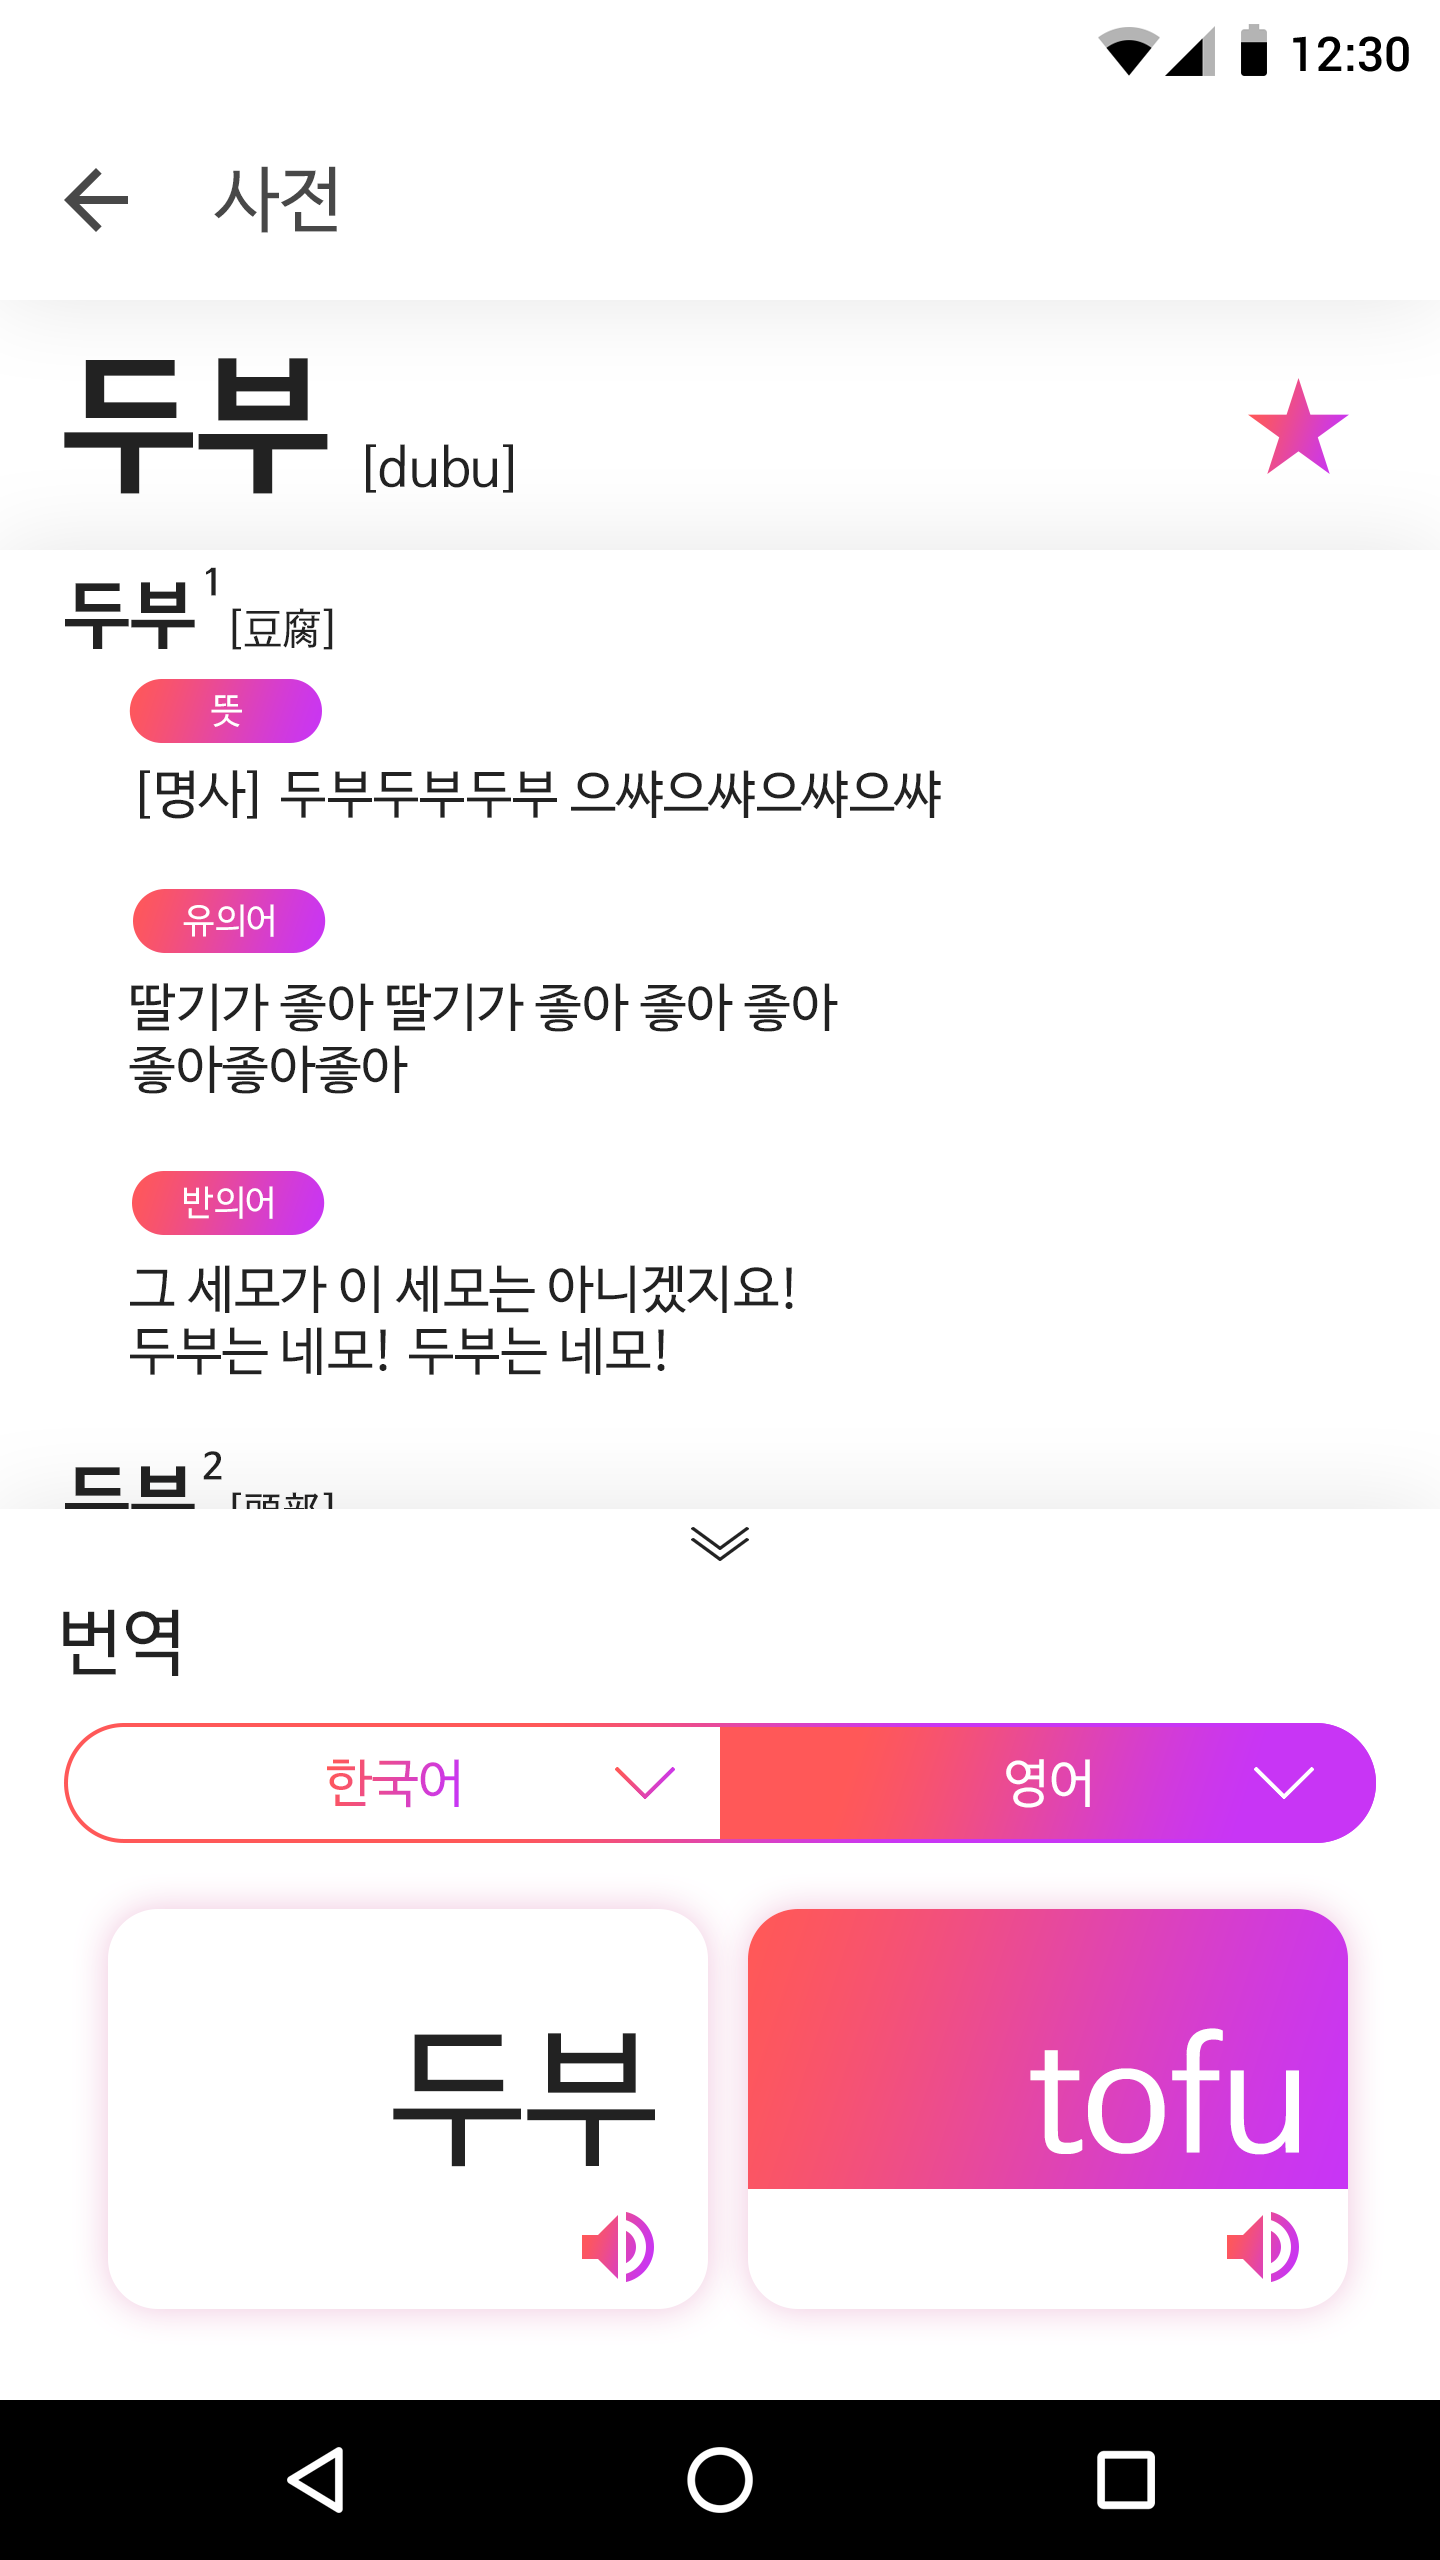 12:30
사전
두부 [dubu]
두부1 [豆腐]
뜻
[명사] 두부두부두부 으쌰으쌰으쌰으쌰
유의어
딸기가 좋아 딸기가 좋아 좋아 좋아
좋아좋아좋아
반의어
그 세모가 이 세모는 아니겠지요!
두부는 네모! 두부는 네모!
두부2 [頭部]
번역
한국어 영어
두부 tofu